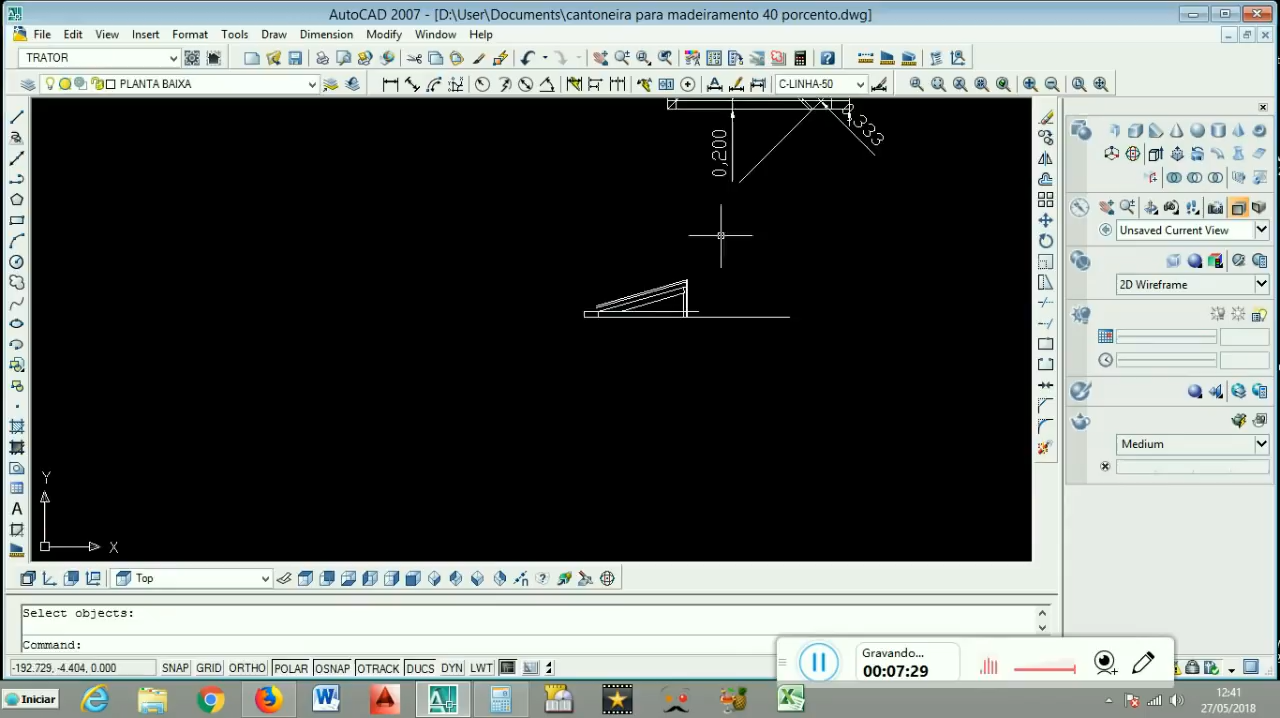 AutoCAD 2007 - [D:\User\Documents\cantoneira para madeiramento 40 porcento.dwg]
File Edit View Insert Format Tools Draw Dimension Modify Window Help
TRATOR
PLANTA BAIXA
C-LINHA-50
0,200
Unsaved Current View
2D Wireframe
Medium
Y
X
Top
Select objects:
Command:
-192.729, -4.404, 0.000 SNAP GRID ORTHO POLAR OSNAP OTRACK DUCS DYN LWT
Gravando...
00:07:29
Iniciar
12:41
27/05/2018